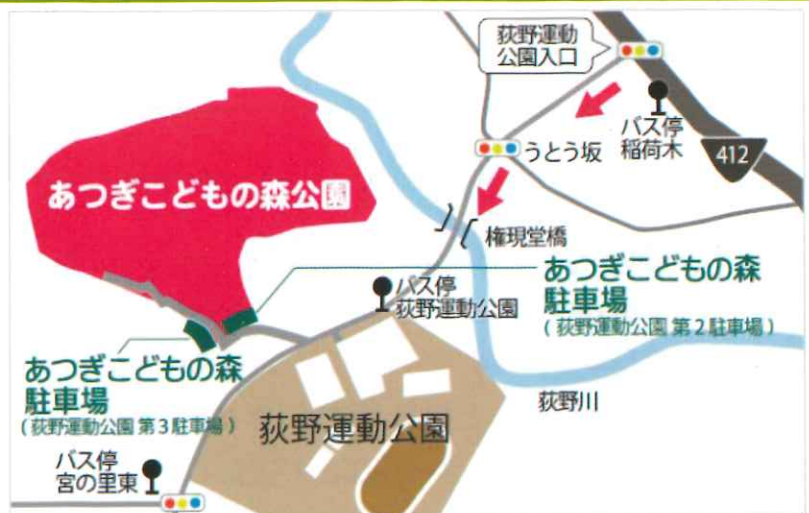 荻野運動
公園入口
バス停
稲荷木
412
うとう坂
あつぎこどもの森公園
権現堂橋
バス停
荻野運動公園
あつぎこどもの森
駐車場
(荻野運動公園 第2駐車場)
あつぎこどもの森
駐車場
(荻野運動公園 第3駐車場)
荻野川
荻野運動公園
バス停
宮の里東